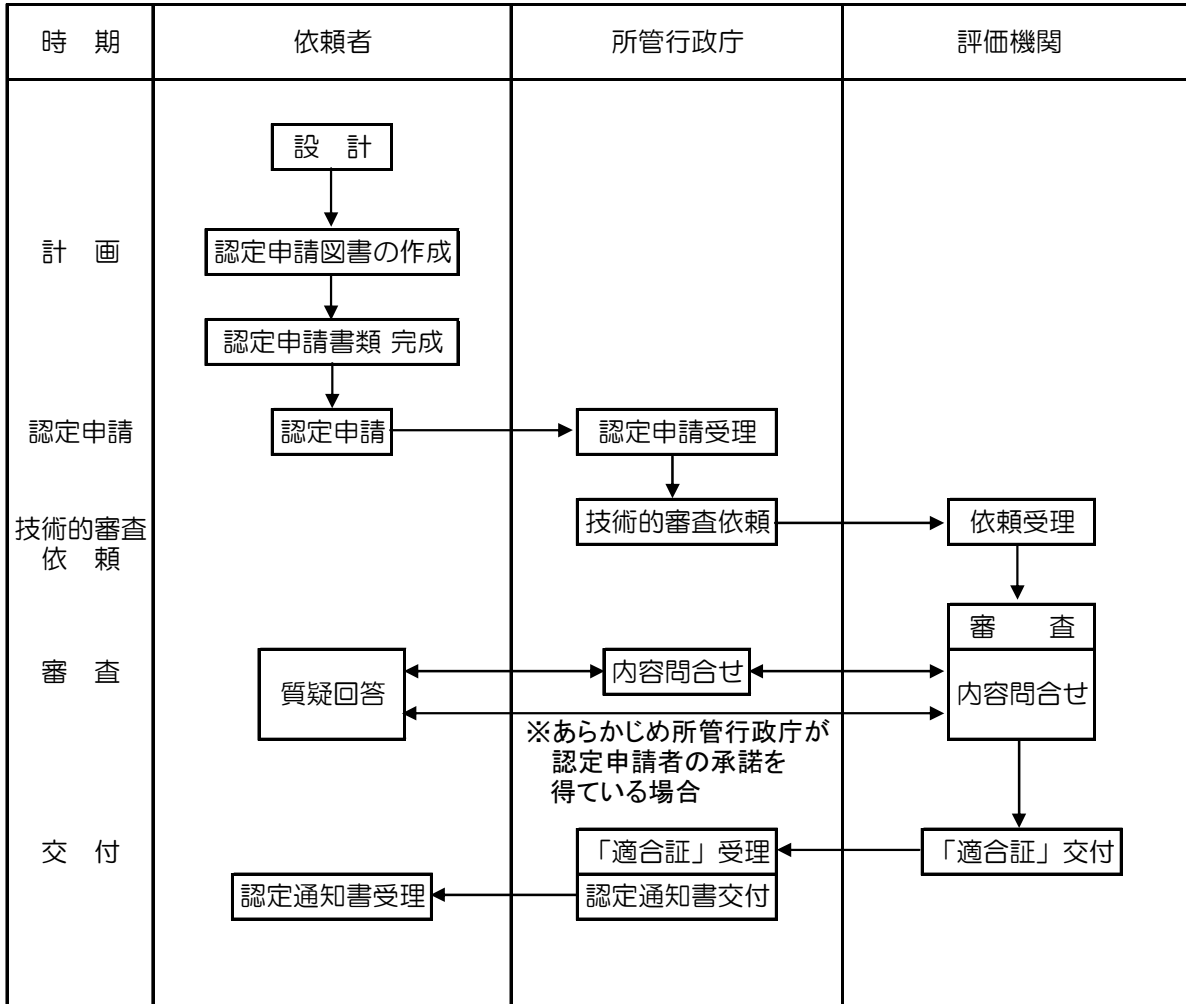 時 期 依頼者 所管行政庁 評価機関
設 計
計 画 認定申請図書の作成
認定申請書類 完成
認定申請 認定申請 認定申請受理
技術的審査
依 頼
技術的審査依頼 依頼受理
審 査
審 査 質疑回答 内容問合せ 内容問合せ
※あらかじめ所管行政庁が
認定申請者の承諾を
得ている場合
交 付 「適合証」受理 「適合証」交付
認定通知書受理 認定通知書交付